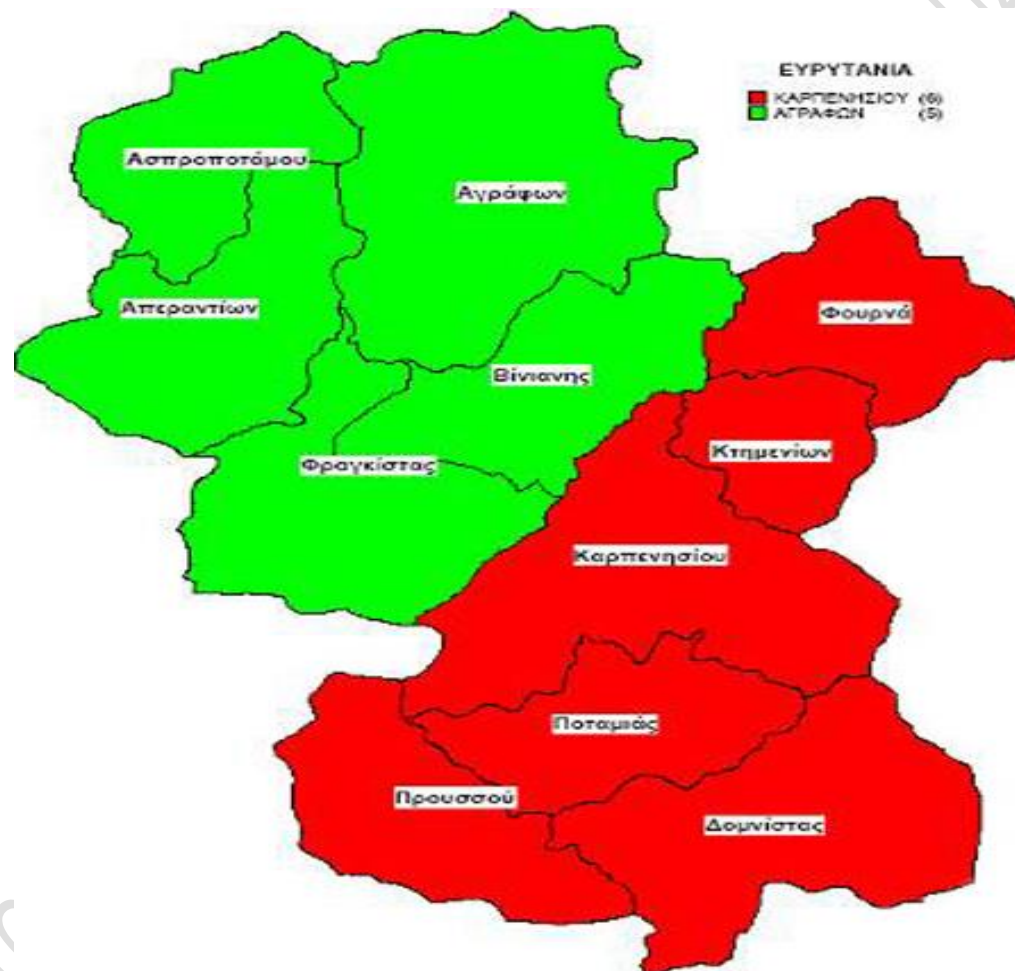 ΕΥΡΥΤΑΝΙΑ
ΚΑΡΠΕΝΗΣΙΟΥ (6)
ΑΓΡΑΦΩΝ (5)
Ασπροποτάμου
Αγράφων
Απεραντίων
Φουρνά
Βίνιανης
Κτημενίων
Φραγκίστας
Καρπενησίου
Ποταμιάς
Προυσσού
Δομνίστας